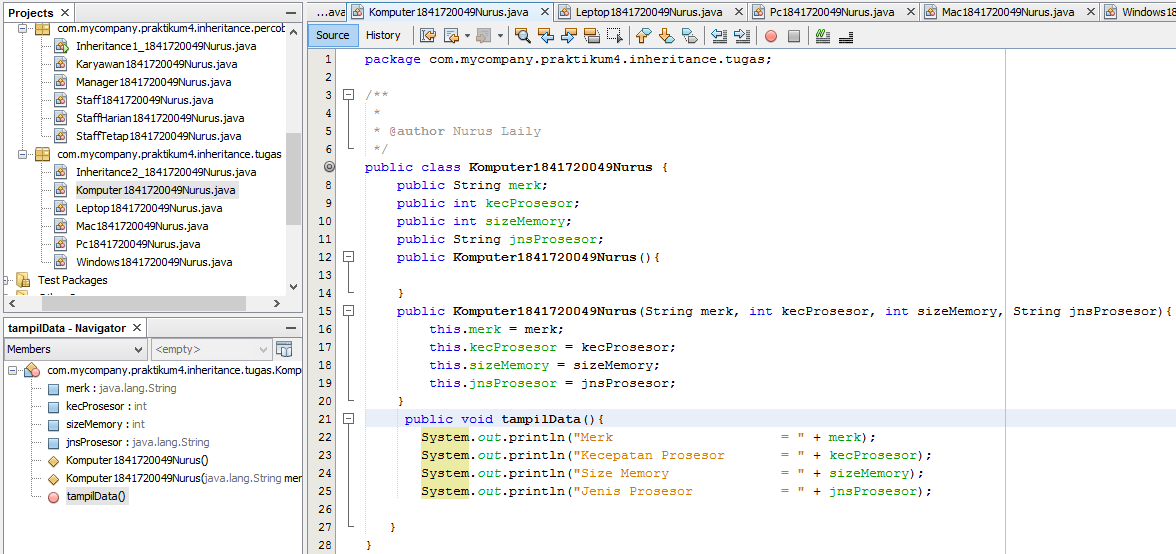 Projects
com.mycompany.praktikum4.inheritance.percob
Inheritance1_1841720049Nurus.java
Karyawan1841720049Nurus.java
Manager1841720049Nurus.java
Staff1841720049Nurus.java
StaffHarian1841720049Nurus.java
StaffTetap1841720049Nurus.java
com.mycompany.praktikum4.inheritance.tugas
Inheritance2_1841720049Nurus.java
Komputer1841720049Nurus.java
Leptop1841720049Nurus.java
Mac1841720049Nurus.java
Pc1841720049Nurus.java
Windows1841720049Nurus.java
Test Packages
tampilData - Navigator
Members <empty>
com.mycompany.praktikum4.inheritance.tugas.Komp
merk : java.lang.String
kecProsesor : int
sizeMemory : int
jnsProsesor : java.lang.String
Komputer1841720049Nurus()
Komputer1841720049Nurus(java.lang.String mer
tampilData()
...ava Komputer1841720049Nurus.java Leptop1841720049Nurus.java Pc1841720049Nurus.java Mac1841720049Nurus.java Windows18
Source History
1 package com.mycompany.praktikum4.inheritance.tugas;
2
3 /**
4 *
5 * @author Nurus Laily
6 */
public class Komputer1841720049Nurus {
8 public String merk;
9 public int kecProsesor;
10 public int sizeMemory;
11 public String jnsProsesor;
12 public Komputer1841720049Nurus(){
13
14 }
15 public Komputer1841720049Nurus(String merk, int kecProsesor, int sizeMemory, String jnsProsesor){
16 this.merk = merk;
17 this.kecProsesor = kecProsesor;
18 this.sizeMemory = sizeMemory;
19 this.jnsProsesor = jnsProsesor;
20 }
21 public void tampilData(){
22 System.out.println("Merk = " + merk);
23 System.out.println("Kecepatan Prosesor = " + kecProsesor);
24 System.out.println("Size Memory = " + sizeMemory);
25 System.out.println("Jenis Prosesor = " + jnsProsesor);
26
27 }
28 }